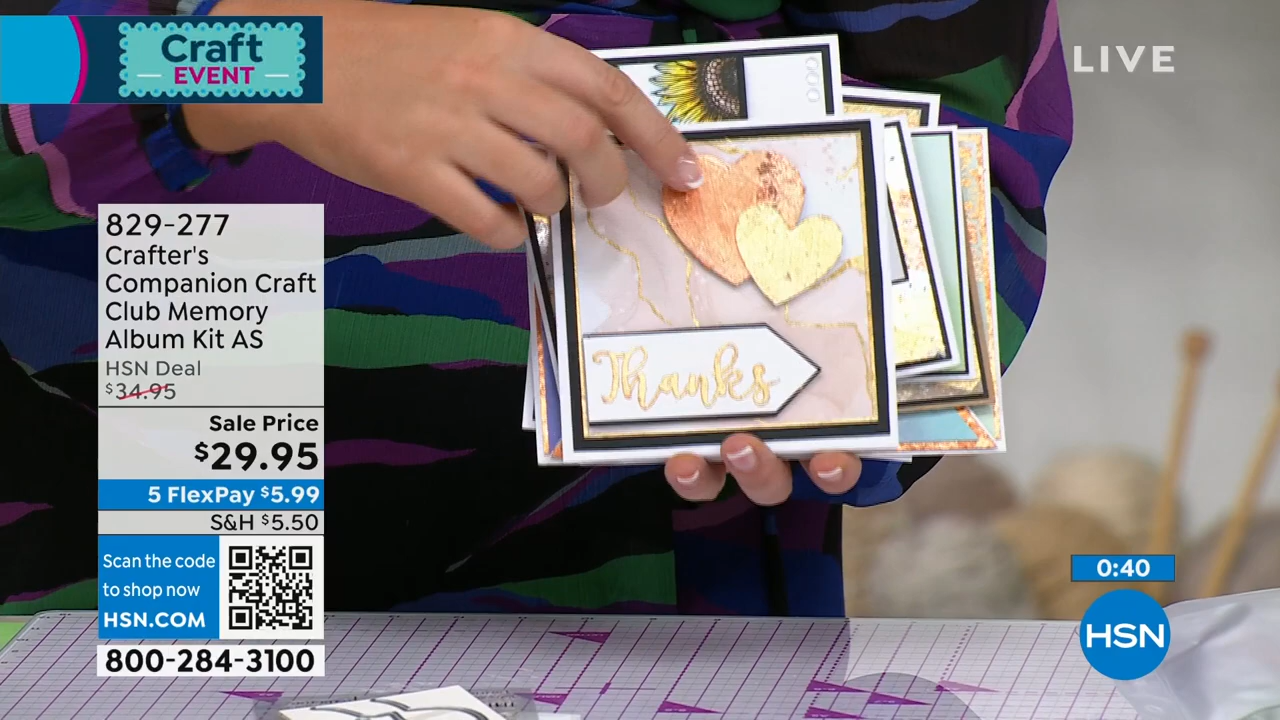 Craft
EVENT
LIVE
829-277
Crafter's
Companion Craft
Club Memory
Album Kit AS
HSN Deal
$34.95
Sale Price
$29.95
5 FlexPay $5.99
S&H $5.50
Scan the code
to shop now
HSN.COM
800-284-3100
Thanks
0:40
HSN